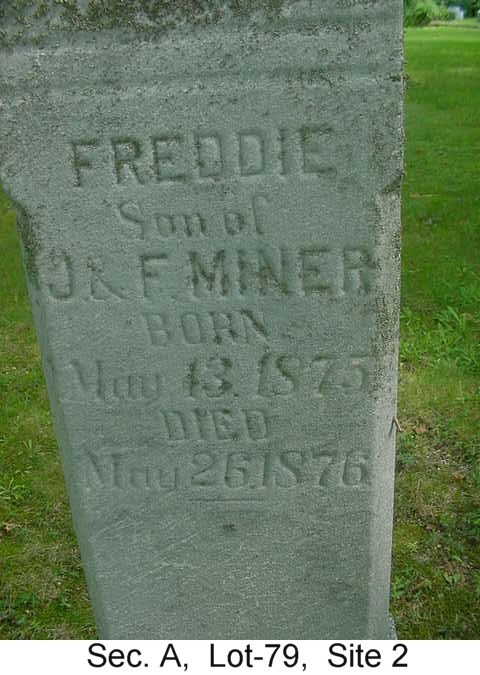 FREDDIE
Son of
J & F. MINER
BORN
May 13, 1875
DIED
May 26, 1876
Sec. A, Lot-79, Site 2